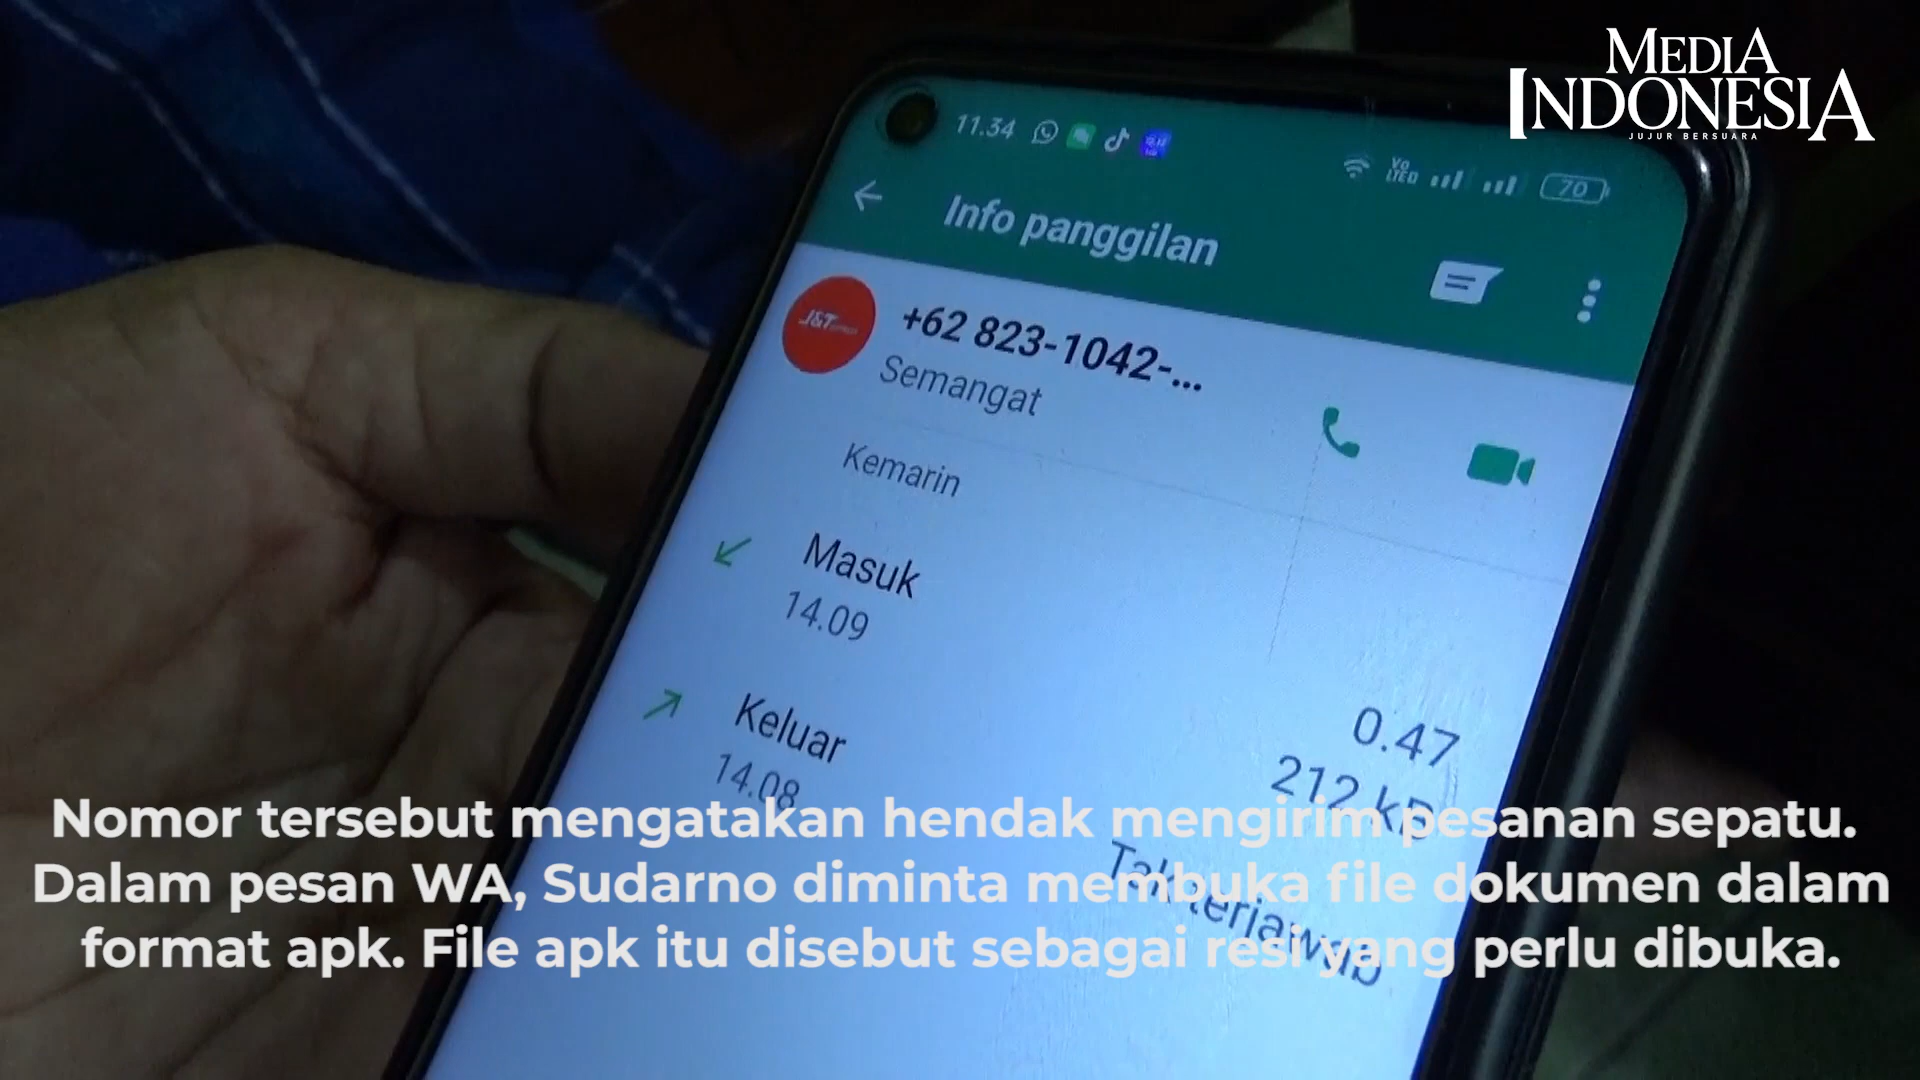 MEDIA
INDONESIA
JUJUR BERSUARA
11.34
Vo
LTE
70
Info panggilan
J&T
+62 823-1042-...
Semangat
Kemarin
Masuk
14.09
0.47
212 kB
Keluar
14.08
Tak terjawab
Nomor tersebut mengatakan hendak mengirim pesanan sepatu.
Dalam pesan WA, Sudarno diminta membuka file dokumen dalam
format apk. File apk itu disebut sebagai resi yang perlu dibuka.